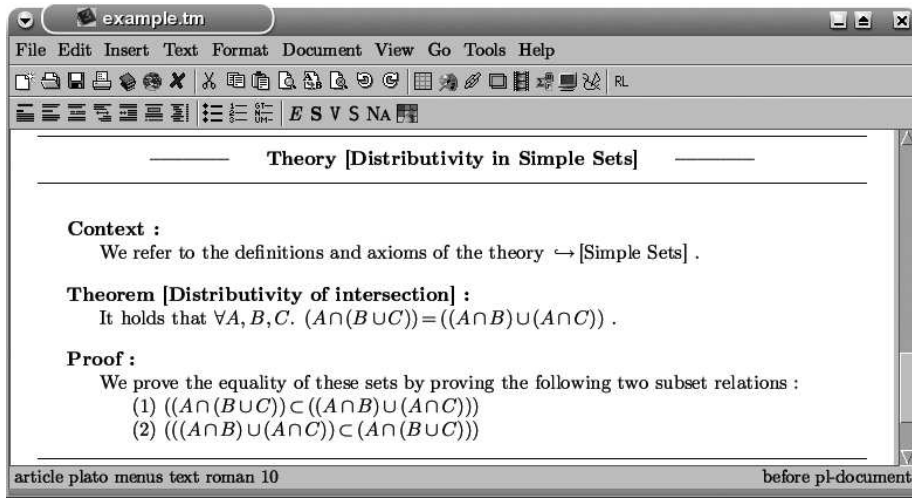 example.tm
File Edit Insert Text Format Document View Go Tools Help
RL
E S V S NA
Theory [Distributivity in Simple Sets]
Context :
We refer to the definitions and axioms of the theory ↪[Simple Sets] .
Theorem [Distributivity of intersection] :
It holds that ∀A, B, C. (A∩(B∪C))=((A∩B)∪(A∩C)) .
Proof :
We prove the equality of these sets by proving the following two subset relations :
(1) ((A∩(B∪C))⊂((A∩B)∪(A∩C)))
(2) (((A∩B)∪(A∩C))⊂(A∩(B∪C)))
article plato menus text roman 10 before pl-document